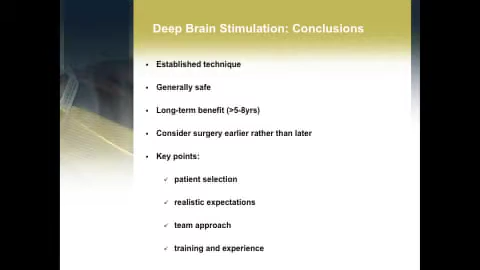 Deep Brain Stimulation: Conclusions
• Established technique
• Generally safe
• Long-term benefit (>5-8yrs)
• Consider surgery earlier rather than later
• Key points:
✓ patient selection
✓ realistic expectations
✓ team approach
✓ training and experience